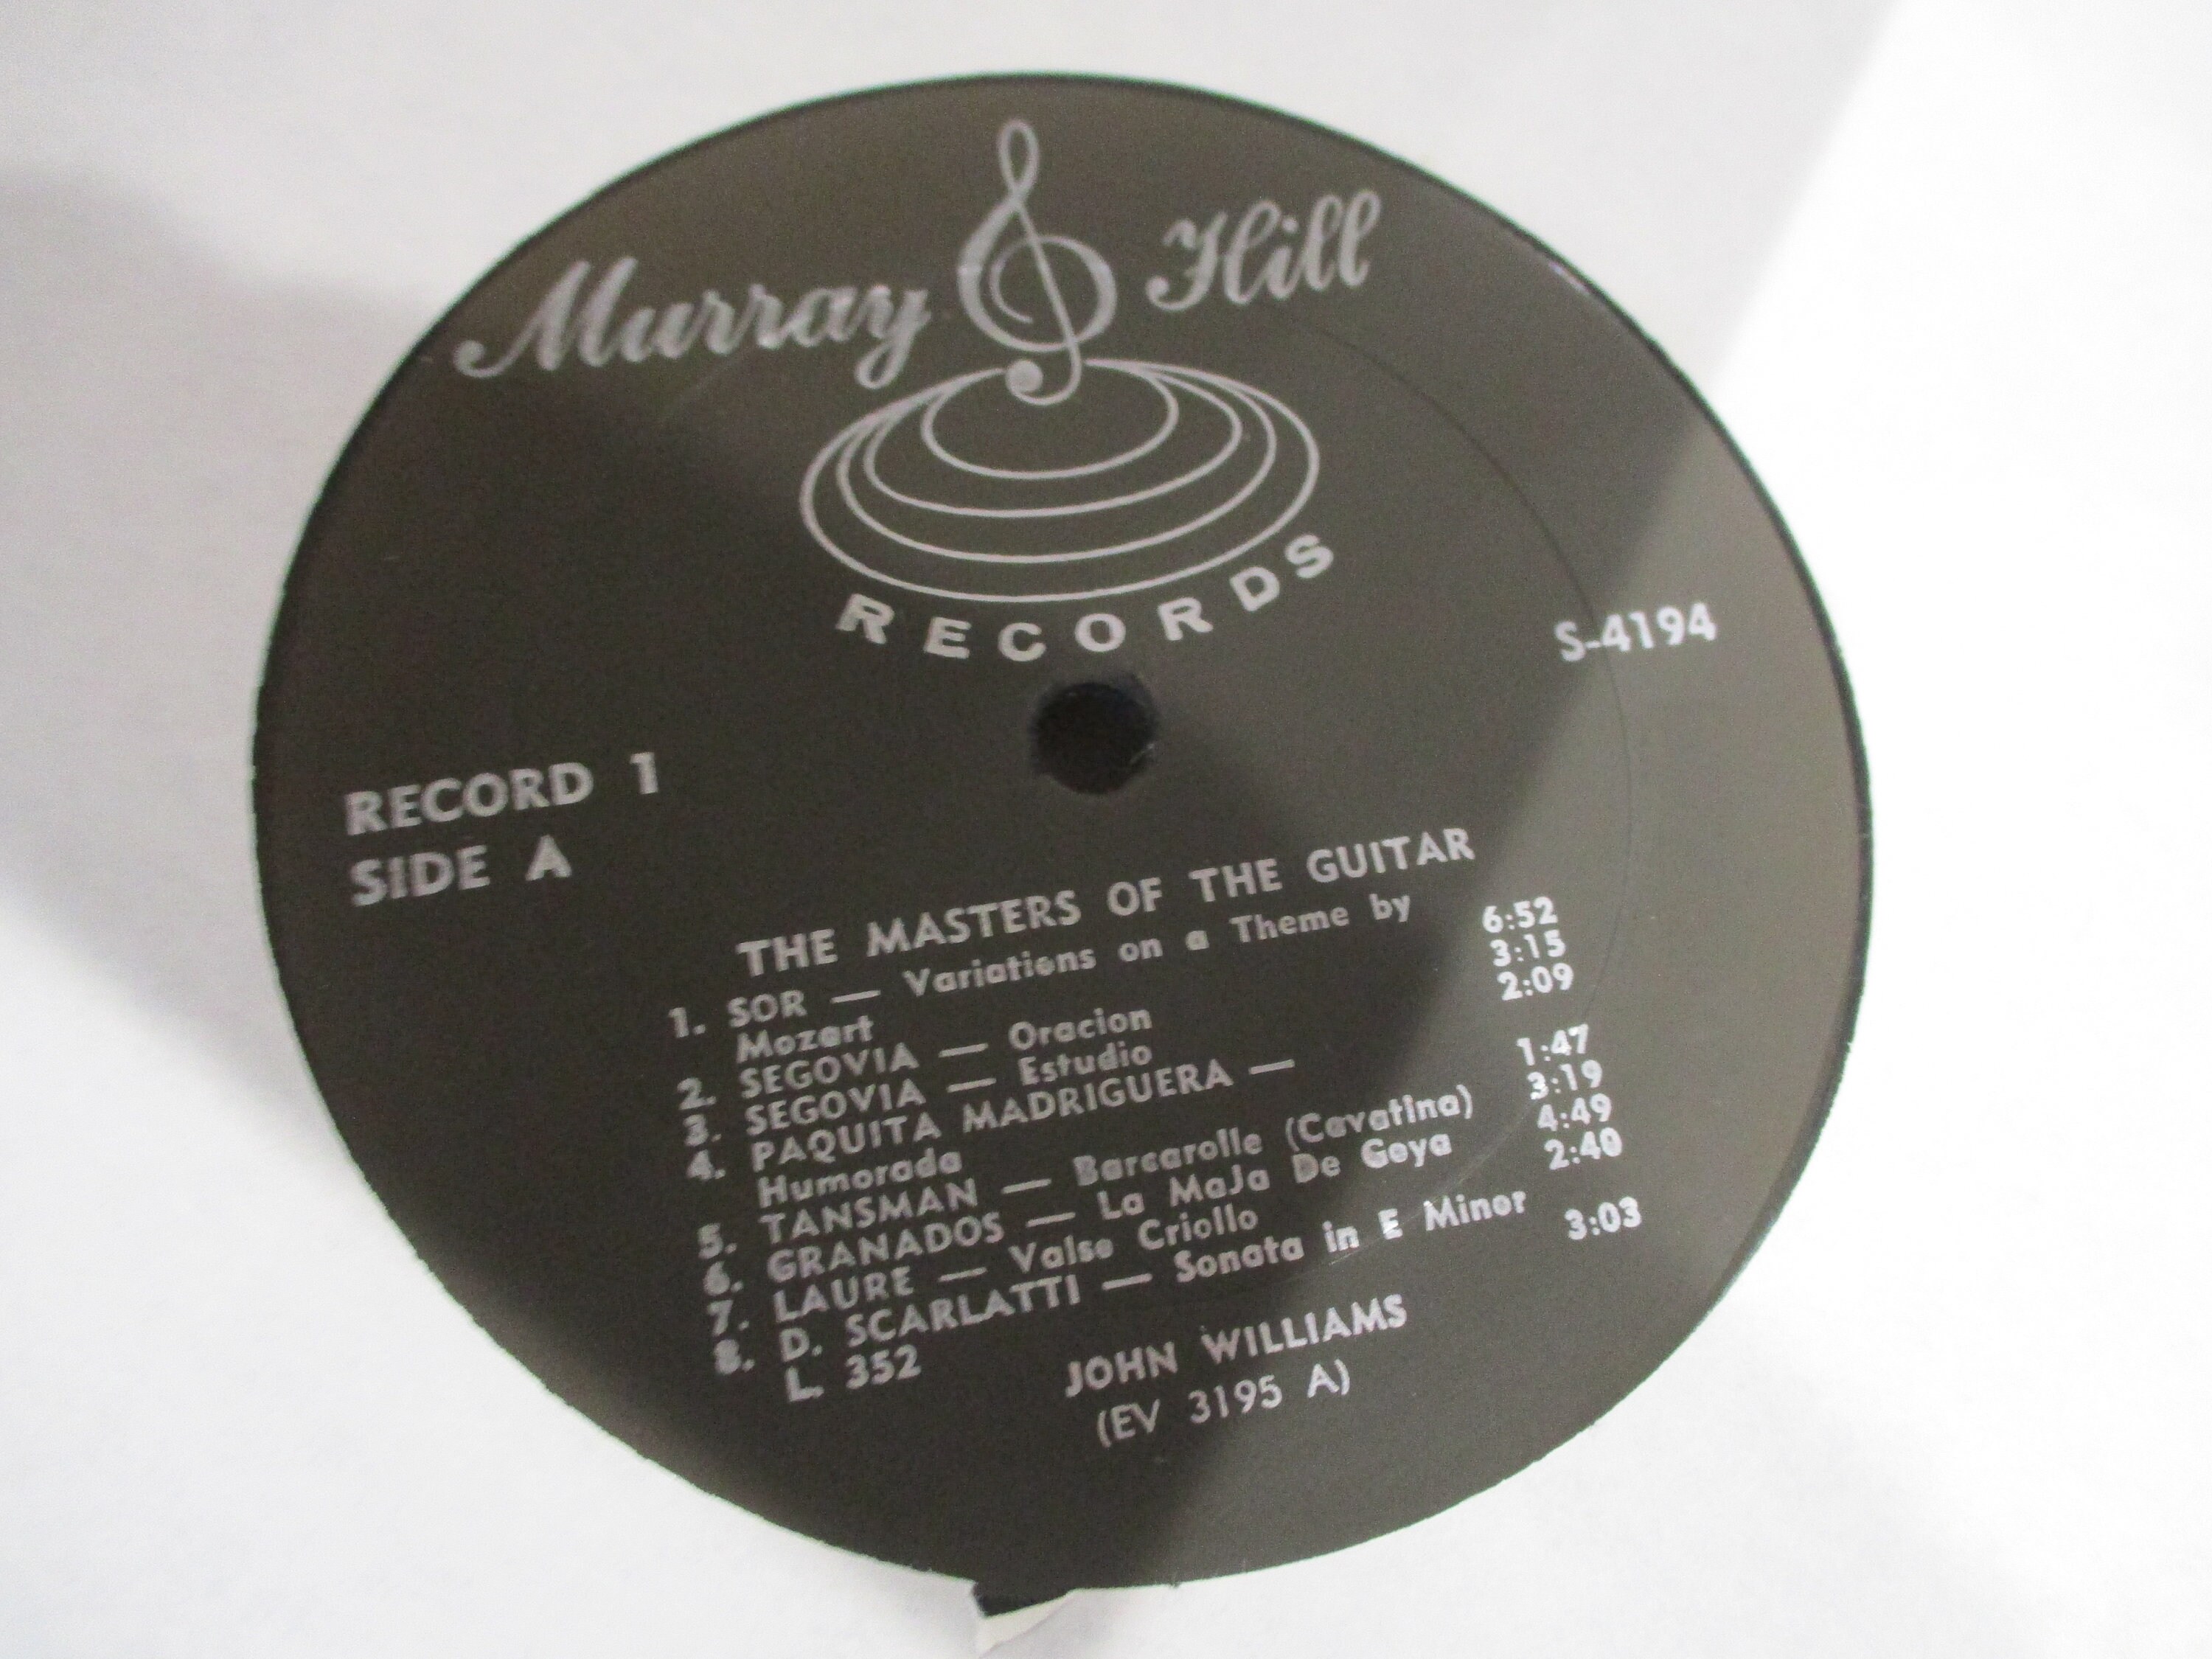 Murray Hill
RECORDS
S-4194
RECORD 1
SIDE A
THE MASTERS OF THE GUITAR
1. SOR — Variations on a Theme by 6:52
Mozart
2. SEGOVIA — Oracion 3:15
3. SEGOVIA — Estudio 2:09
4. PAQUITA MADRIGUERA —
Humorada 1:47
5. TANSMAN — Barcarolle (Cavatina) 3:19
6. GRANADOS — La MaJa De Goya 4:49
7. LAURE — Valse Criollo 2:40
8. D. SCARLATTI — Sonata in E Minor
L. 352 3:03
JOHN WILLIAMS
(EV 3195 A)